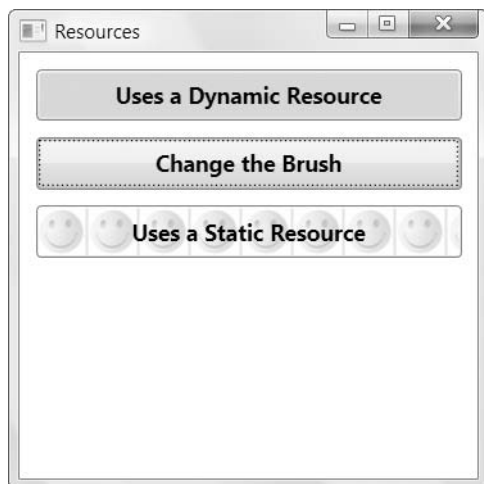 Resources
Uses a Dynamic Resource
Change the Brush
Uses a Static Resource